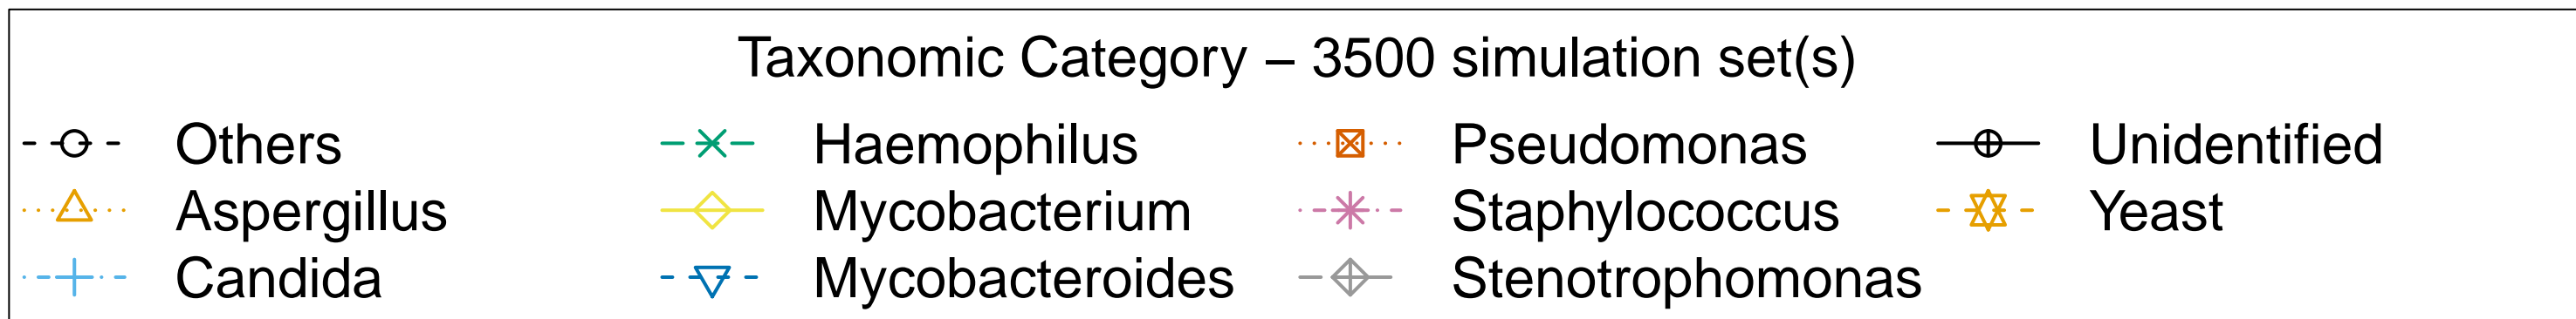 Taxonomic Category – 3500 simulation set(s)
Others
Aspergillus
Candida
Haemophilus
Mycobacterium
Mycobacteroides
Pseudomonas
Staphylococcus
Stenotrophomonas
Unidentified
Yeast